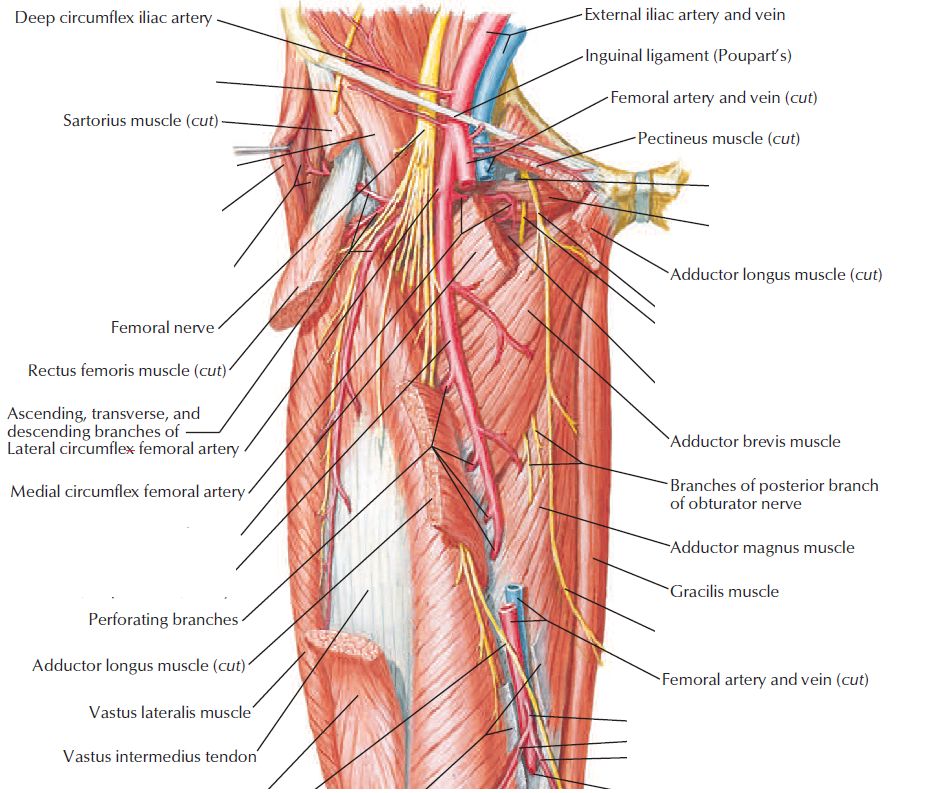 Deep circumflex iliac artery
Sartorius muscle (cut)
Femoral nerve
Rectus femoris muscle (cut)
Ascending, transverse, and
descending branches of
Lateral circumflex femoral artery
Medial circumflex femoral artery
Perforating branches
Adductor longus muscle (cut)
Vastus lateralis muscle
Vastus intermedius tendon
External iliac artery and vein
Inguinal ligament (Poupart's)
Femoral artery and vein (cut)
Pectineus muscle (cut)
Adductor longus muscle (cut)
Adductor brevis muscle
Branches of posterior branch
of obturator nerve
Adductor magnus muscle
Gracilis muscle
Femoral artery and vein (cut)